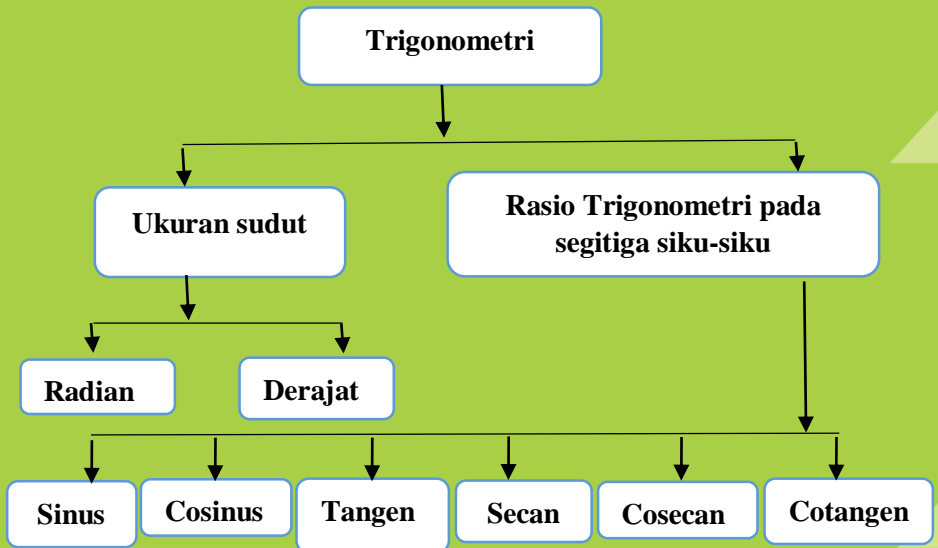 Trigonometri
Ukuran sudut
Rasio Trigonometri pada
segitiga siku-siku
Radian
Derajat
Sinus
Cosinus
Tangen
Secan
Cosecan
Cotangen